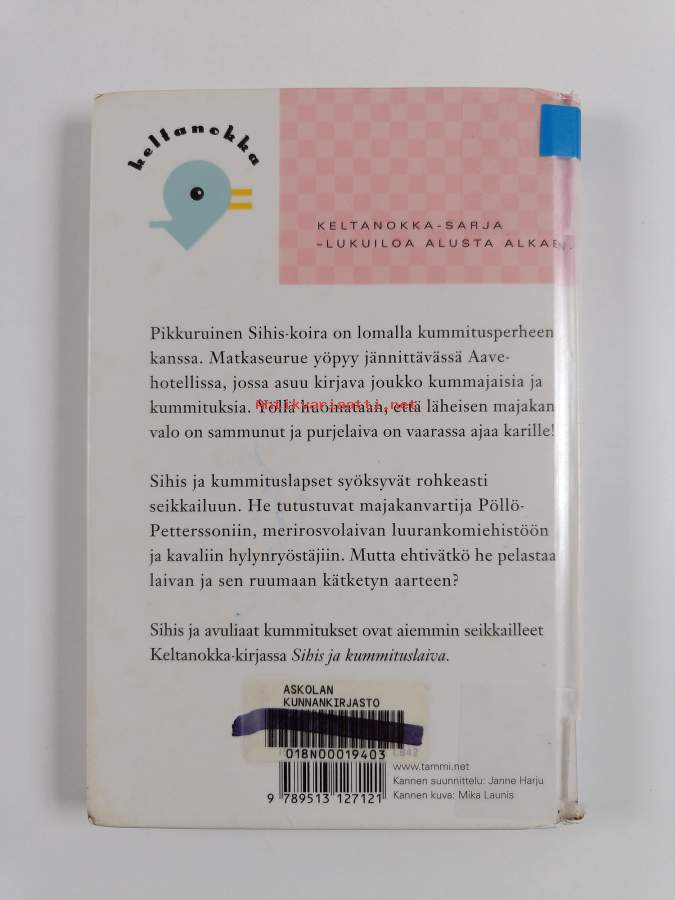 keltanokka
KELTANOKKA-SARJA
–LUKUILOA ALUSTA ALKAEN
Pikkuruinen Sihis-koira on lomalla kummitusperheen
kanssa. Matkaseurue yöpyy jännittävässä Aave-
hotellissa, jossa asuu kirjava joukko kummajaisia ja
kummituksia. Yöllä huomataan, että läheisen majakan
valo on sammunut ja purjelaiva on vaarassa ajaa karille!
Sihis ja kummituslapset syöksyvät rohkeasti
seikkailuun. He tutustuvat majakanvartija Pöllö-
Petterssoniin, merirosvolaivan luurankomiehistöön
ja kavaliin hylynryöstäjiin. Mutta ehtivätkö he pelastaa
laivan ja sen ruumaan kätketyn aarteen?
Sihis ja avuliaat kummitukset ovat aiemmin seikkailleet
Keltanokka-kirjassa Sihis ja kummituslaiva.
ASKOLAN
KUNNANKIRJASTO
018N00019403
L842
www.tammi.net
Kannen suunnittelu: Janne Harju
Kannen kuva: Mika Launis
9 789513 127121